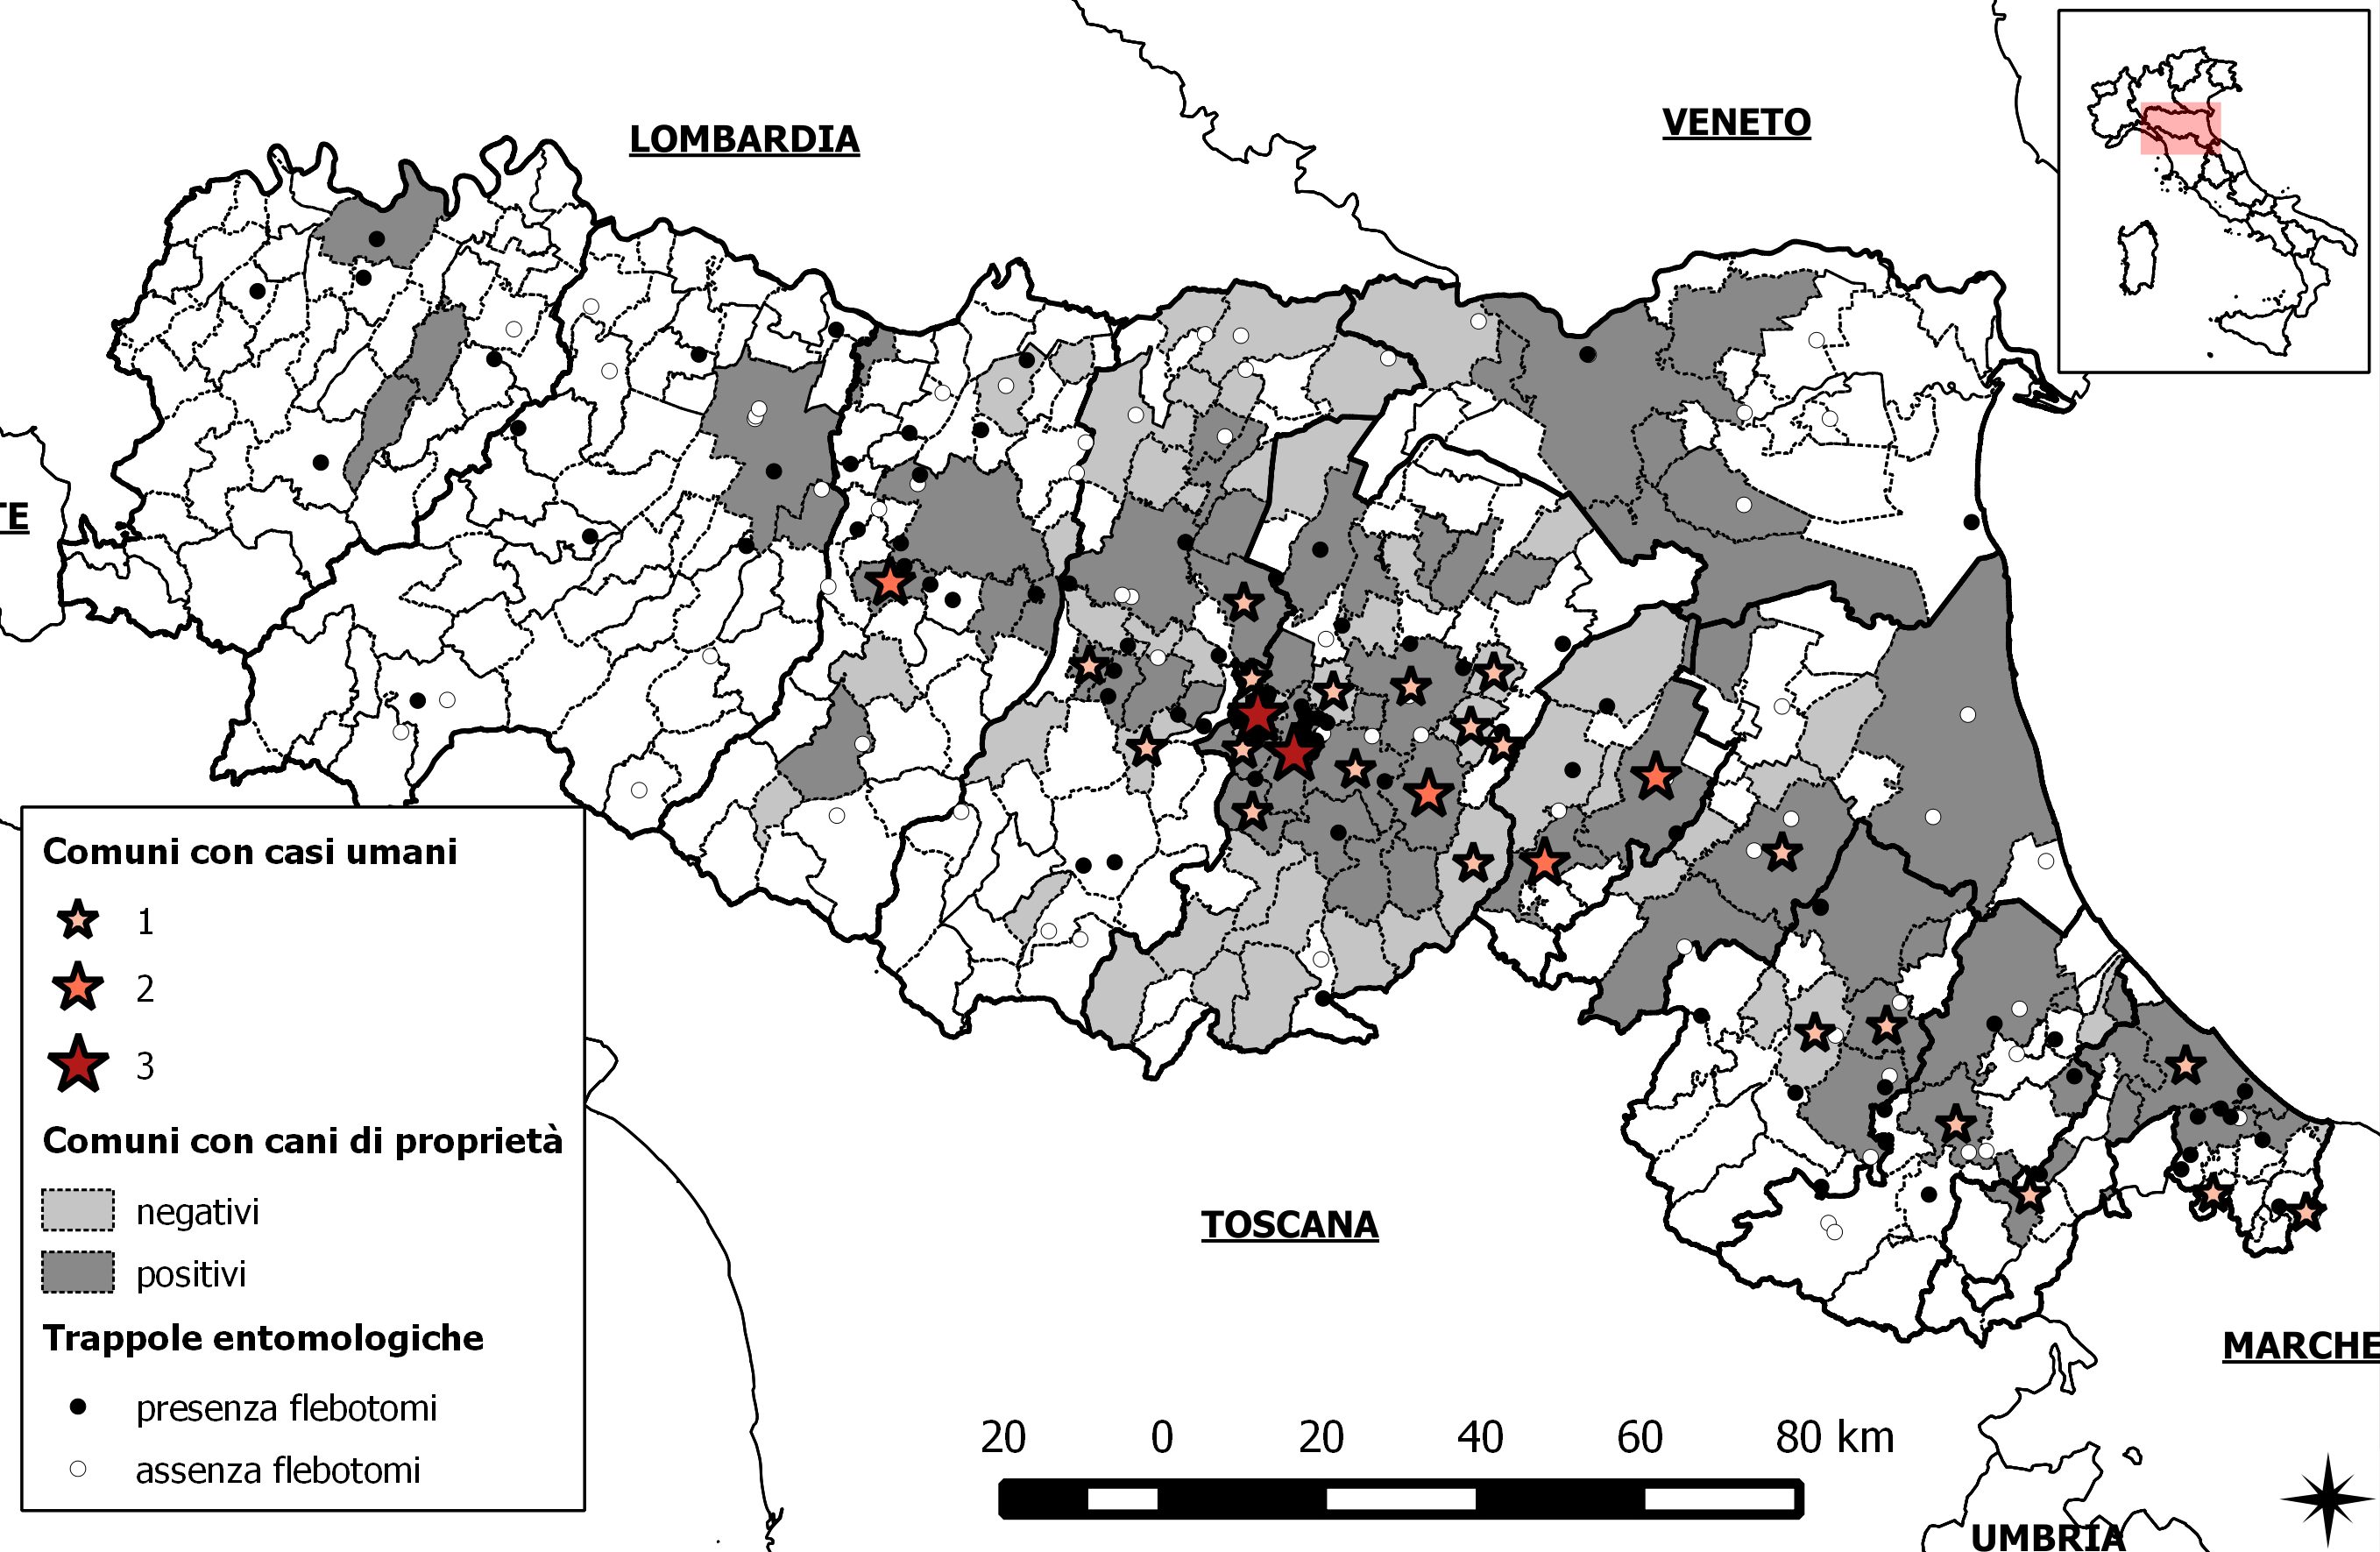 LOMBARDIA
VENETO
TE
Comuni con casi umani
1
2
3
Comuni con cani di proprietà
negativi
positivi
Trappole entomologiche
presenza flebotomi
assenza flebotomi
TOSCANA
MARCHE
20 0 20 40 60 80 km
UMBRIA